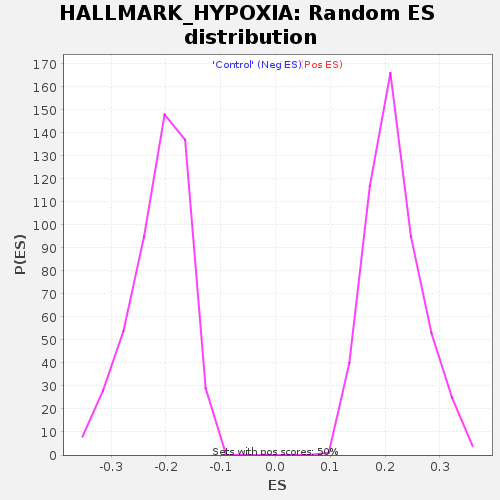 HALLMARK_HYPOXIA: Random ES
distribution
'Control' (Neg ES) (Pos ES)
170
160
150
140
130
120
110
100
90
80
70
60
50
40
30
20
10
0
P(ES)
Sets with pos scores: 50%
-0.3 -0.2 -0.1 0.0 0.1 0.2 0.3
ES